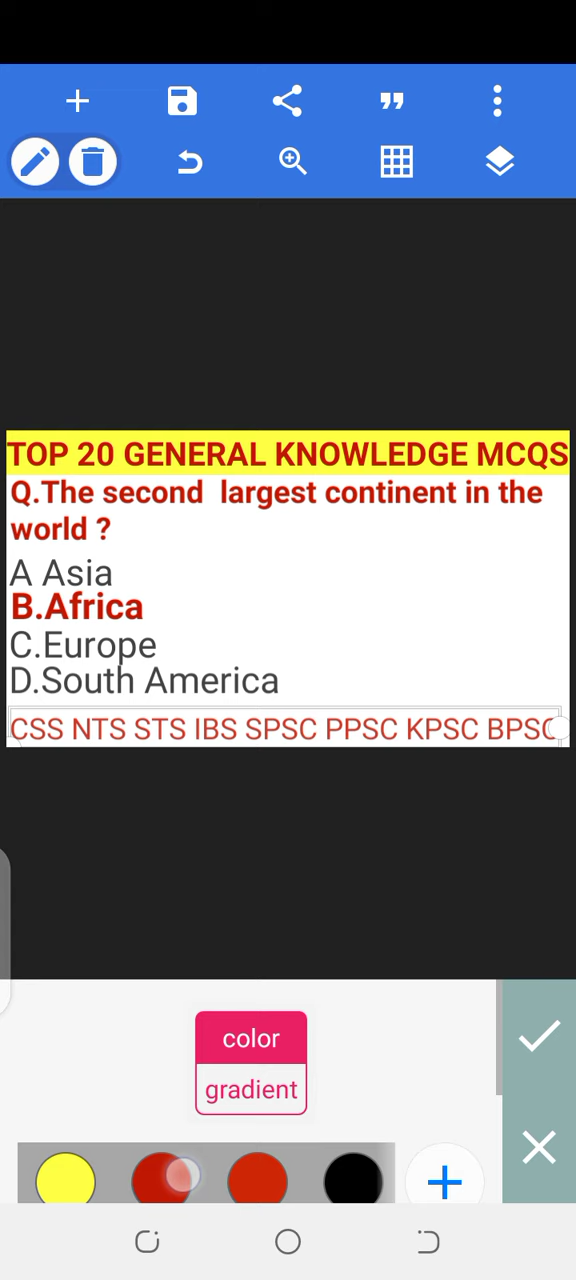 TOP 20 GENERAL KNOWLEDGE MCQS
Q.The second  largest continent in the
world ?
A Asia
B.Africa
C.Europe
D.South America
CSS NTS STS IBS SPSC PPSC KPSC BPSC
color
gradient